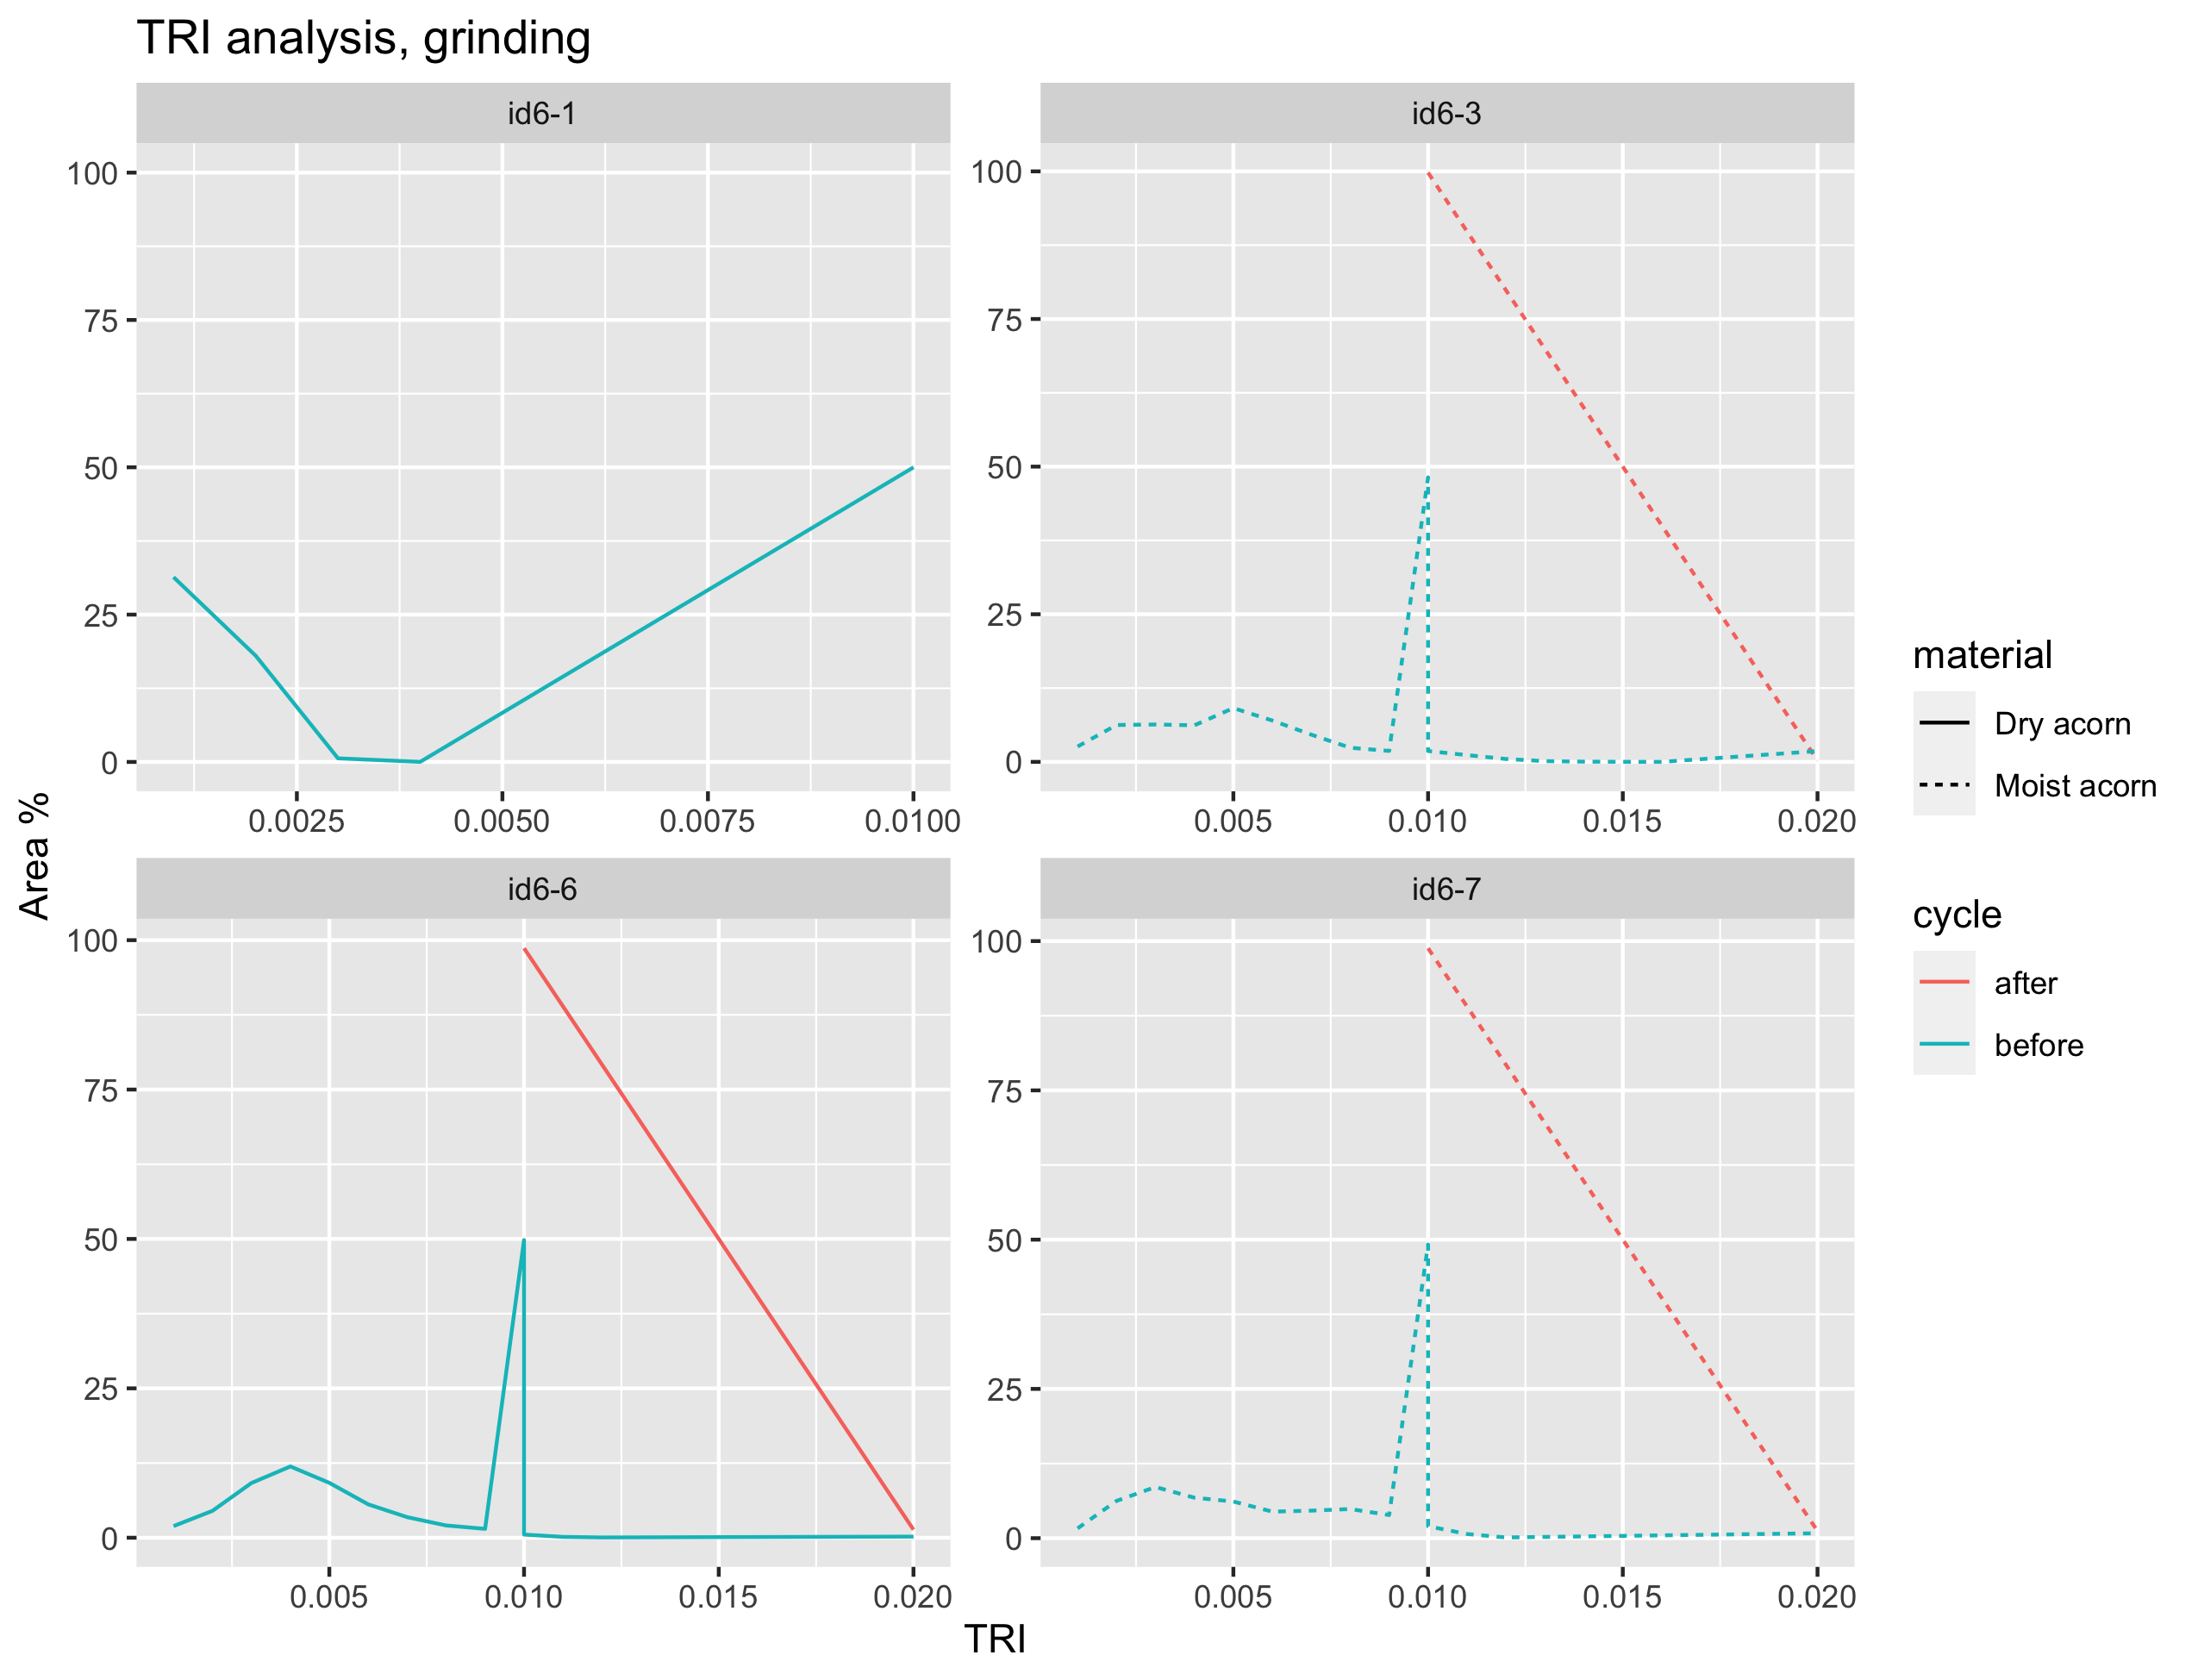 TRI analysis, grinding
id6-1
id6-3
100
75
50
25
0
0.0025 0.0050 0.0075 0.0100
100
75
50
25
0
0.005 0.010 0.015 0.020
id6-6
id6-7
100
75
50
25
0
0.005 0.010 0.015 0.020
100
75
50
25
0
0.005 0.010 0.015 0.020
Area %
TRI
material
Dry acorn
Moist acorn
cycle
after
before